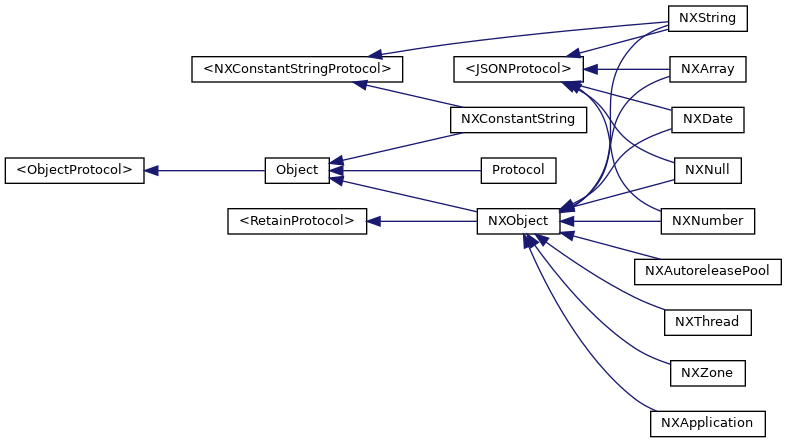 NXString
<NXConstantStringProtocol>
<JSONProtocol>
NXArray
NXConstantString
NXDate
<ObjectProtocol>
Object
Protocol
NXNull
<RetainProtocol>
NXObject
NXNumber
NXAutoreleasePool
NXThread
NXZone
NXApplication